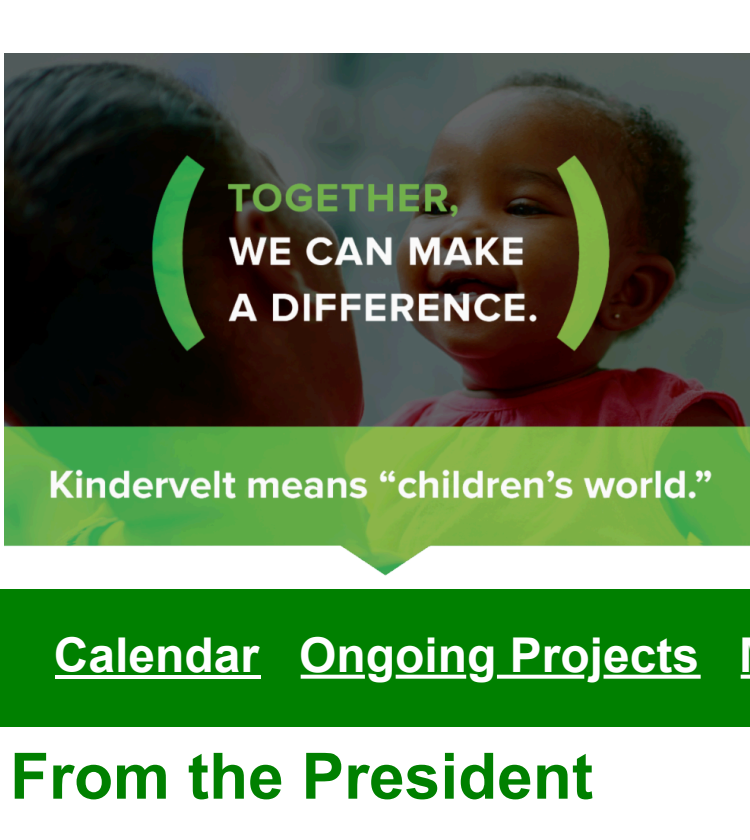 TOGETHER,
WE CAN MAKE
A DIFFERENCE.
Kindervelt means “children’s world.”
Calendar Ongoing Projects
From the President